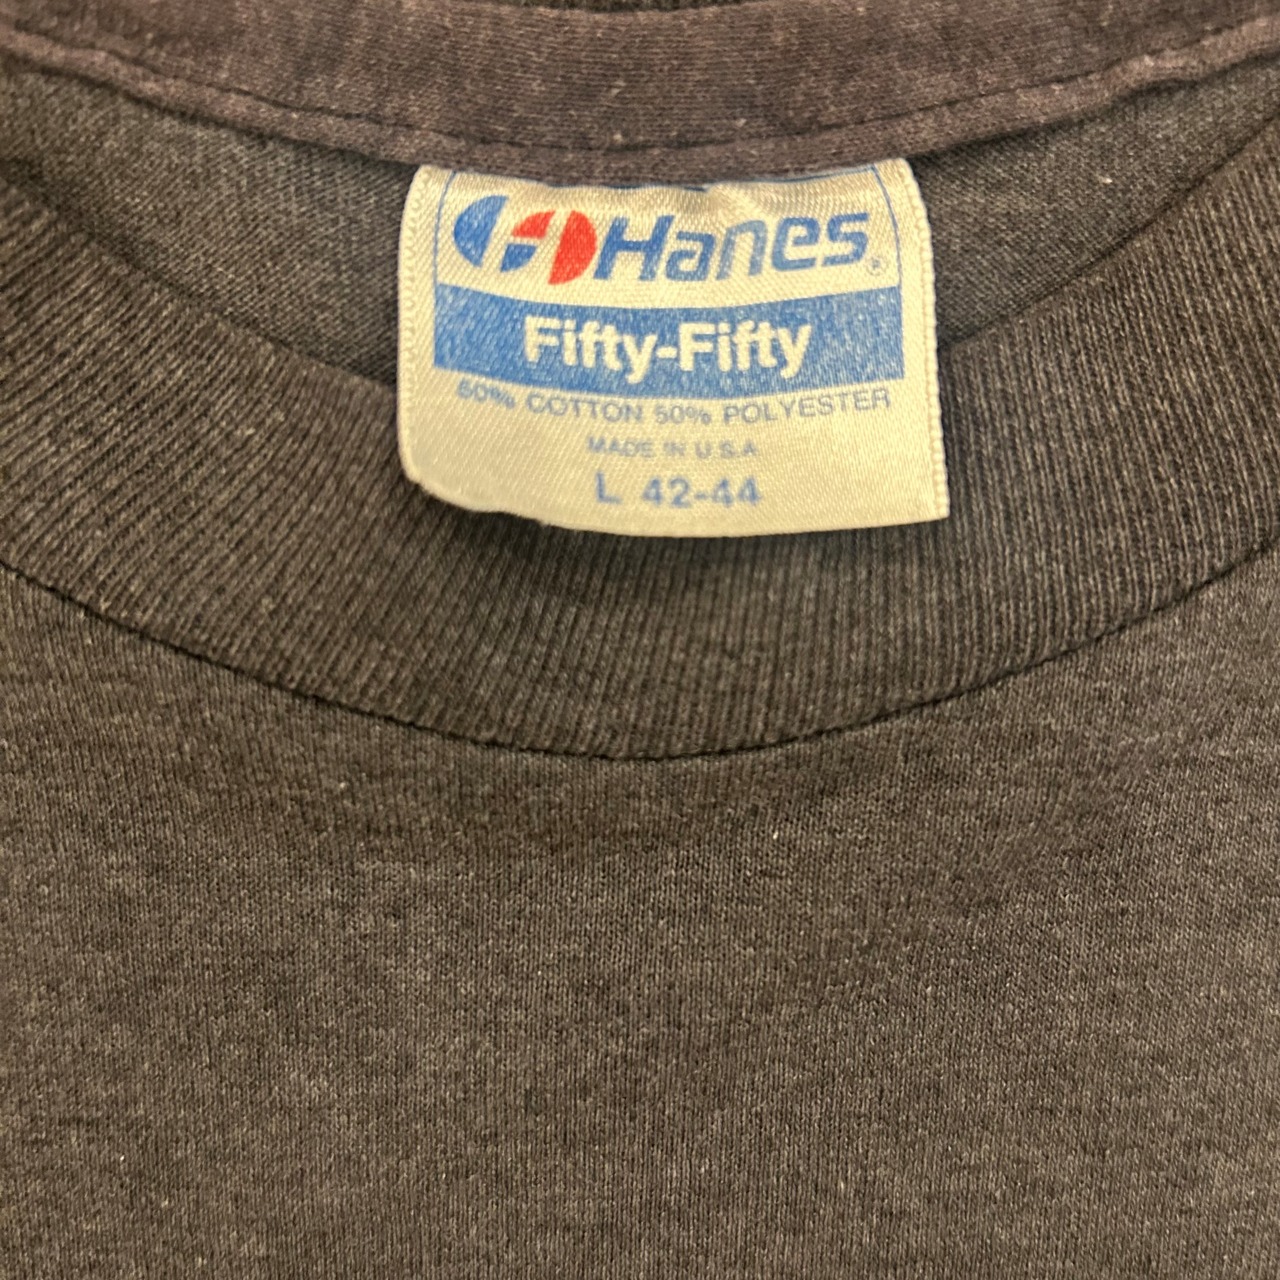 Hanes®
Fifty-Fifty
50% COTTON 50% POLYESTER
MADE IN U.S.A
L 42-44